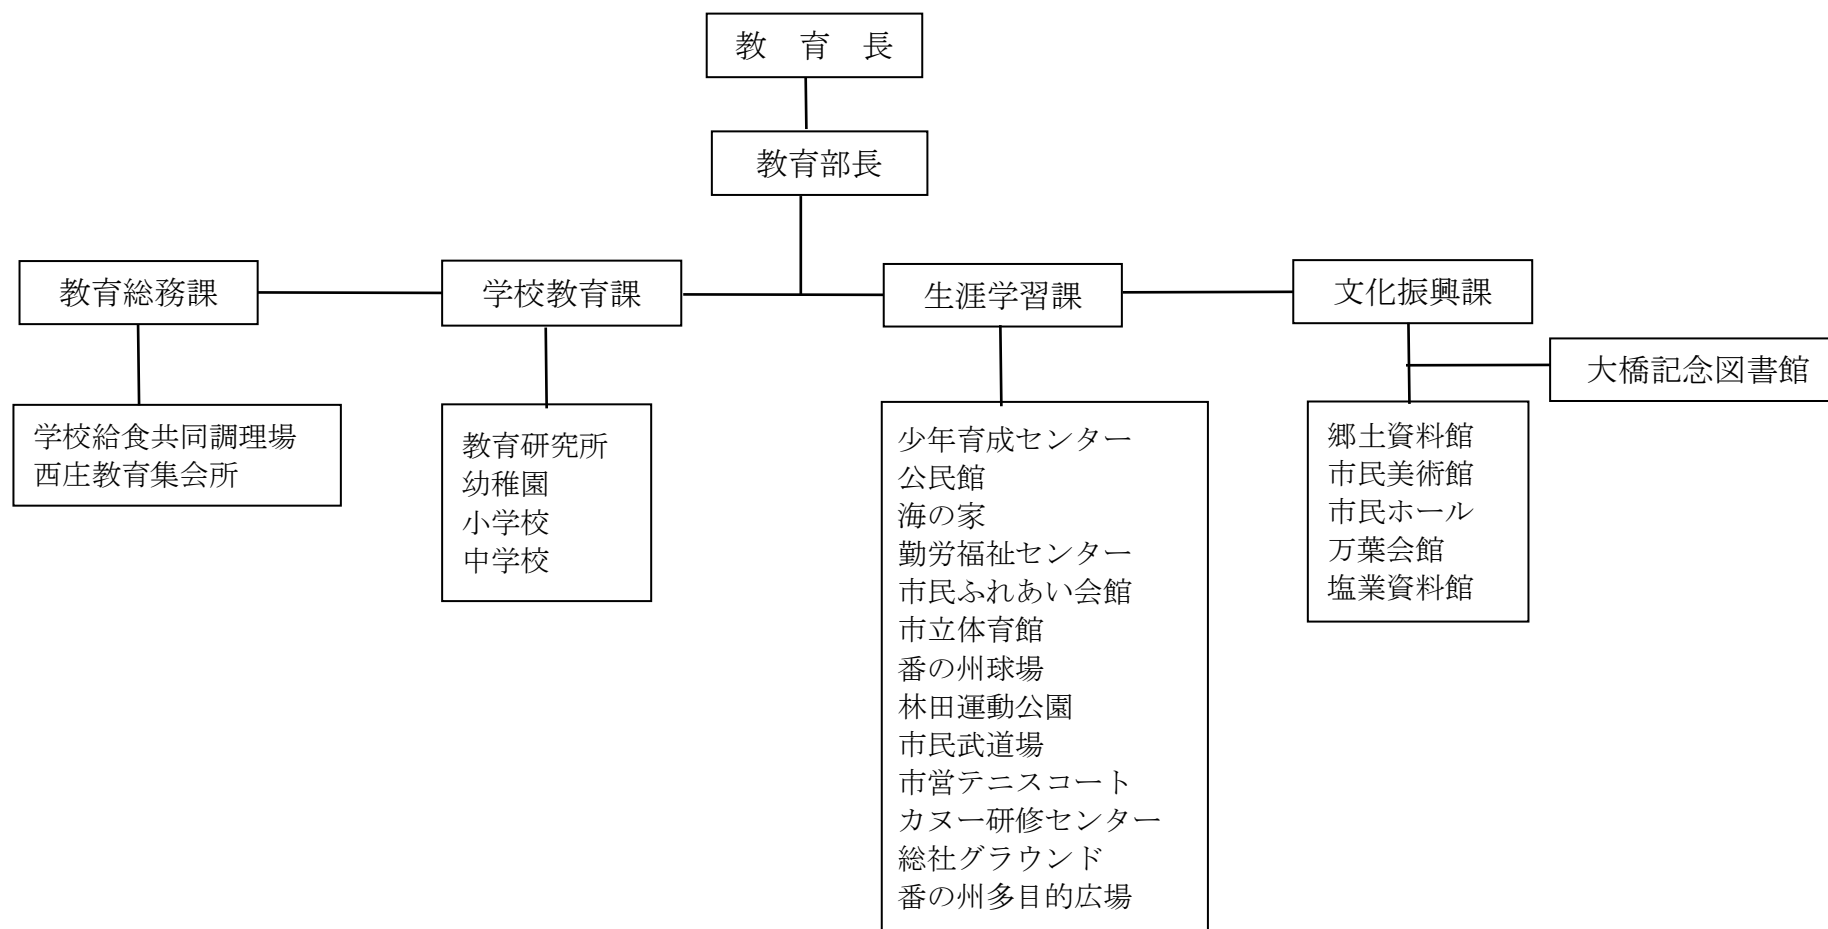 教　育　長
教育部長
教育総務課
学校教育課
生涯学習課
文化振興課
大橋記念図書館
学校給食共同調理場
西庄教育集会所
教育研究所
幼稚園
小学校
中学校
少年育成センター
公民館
海の家
勤労福祉センター
市民ふれあい会館
市立体育館
番の州球場
林田運動公園
市民武道場
市営テニスコート
カヌー研修センター
総社グラウンド
番の州多目的広場
郷土資料館
市民美術館
市民ホール
万葉会館
塩業資料館